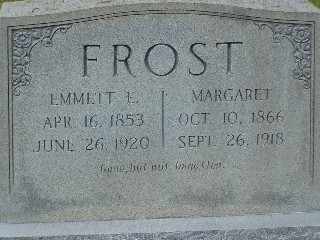 FROST
EMMETT E. MARGARET
APR. 16, 1853 OCT. 10, 1866
JUNE 26, 1920 SEPT. 26, 1918
Gone, but not forgotten.